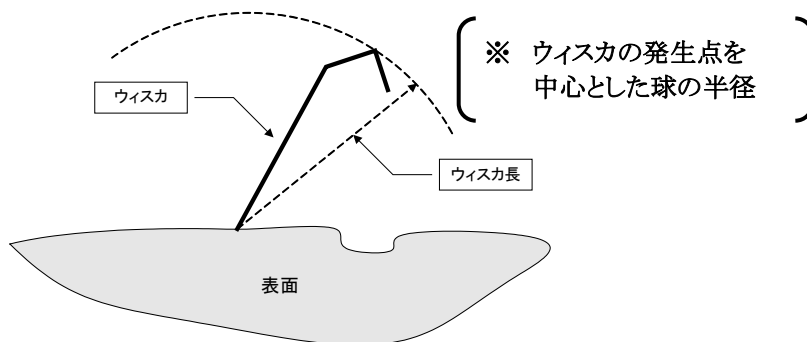 ※ ウィスカの発生点を
中心とした球の半径
ウィスカ
ウィスカ長
表面